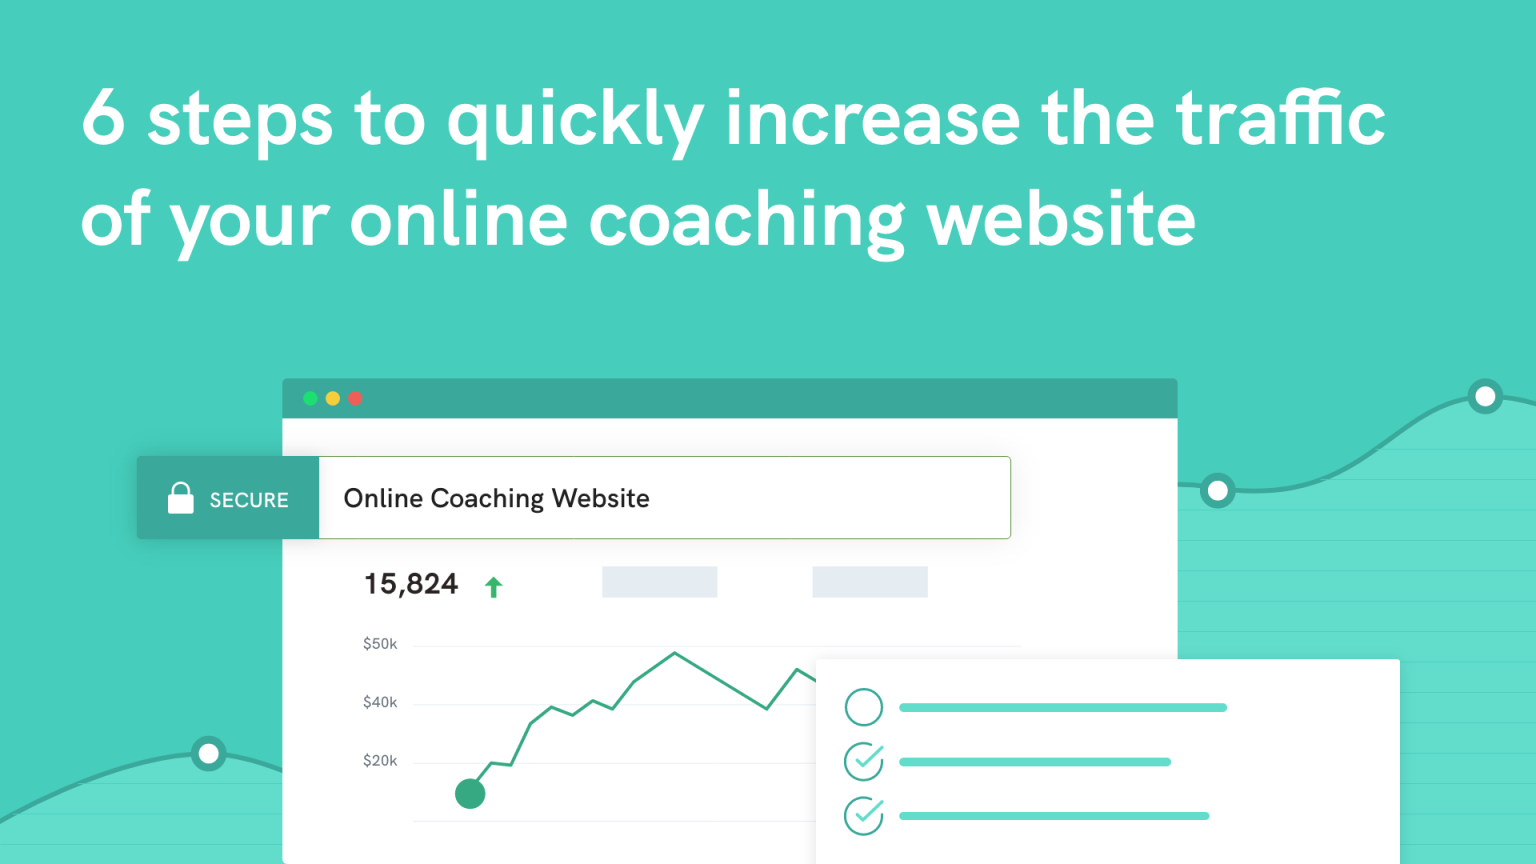 6 steps to quickly increase the traffic
of your online coaching website
SECURE
Online Coaching Website
15,824
$50k
$40k
$20k